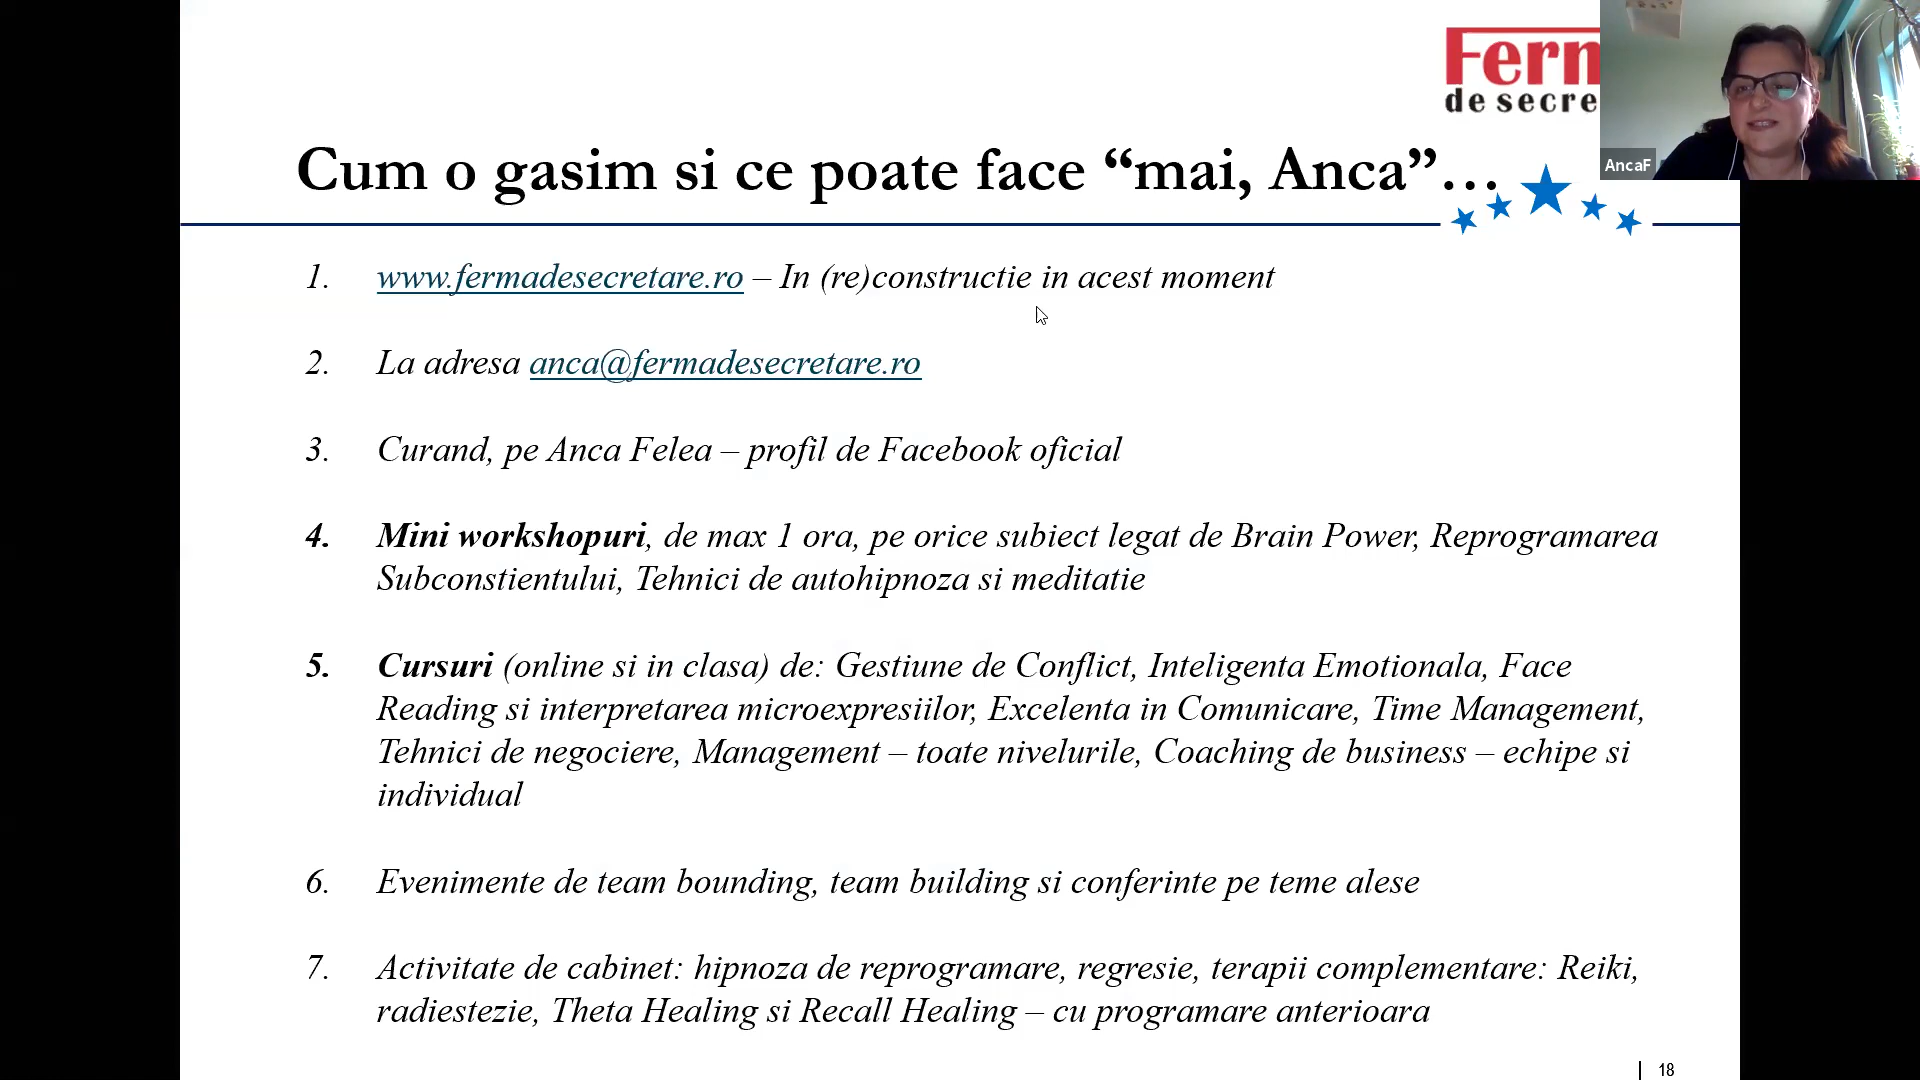 Ferm
de secre
AncaF
Cum o gasim si ce poate face “mai, Anca”…
1. www.fermadesecretare.ro – In (re)constructie in acest moment
2. La adresa anca@fermadesecretare.ro
3. Curand, pe Anca Felea – profil de Facebook oficial
4. Mini workshopuri, de max 1 ora, pe orice subiect legat de Brain Power, Reprogramarea
Subconstientului, Tehnici de autohipnoza si meditatie
5. Cursuri (online si in clasa) de: Gestiune de Conflict, Inteligenta Emotionala, Face
Reading si interpretarea microexpresiilor, Excelenta in Comunicare, Time Management,
Tehnici de negociere, Management – toate nivelurile, Coaching de business – echipe si
individual
6. Evenimente de team bounding, team building si conferinte pe teme alese
7. Activitate de cabinet: hipnoza de reprogramare, regresie, terapii complementare: Reiki,
radiestezie, Theta Healing si Recall Healing – cu programare anterioara
| 18